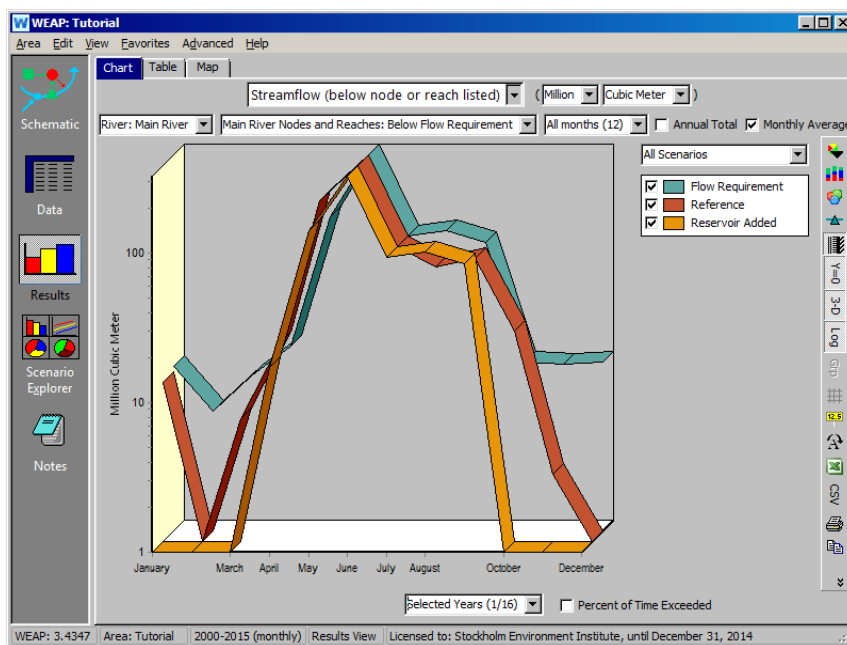 WEAP: Tutorial
Area Edit View Favorites Advanced Help
Chart Table Map
Streamflow (below node or reach listed) ( Million Cubic Meter )
River: Main River Main River Nodes and Reaches: Below Flow Requirement All months (12) Annual Total Monthly Average
All Scenarios
Flow Requirement
Reference
Reservoir Added
Schematic
Data
Results
Scenario
Explorer
Notes
Million Cubic Meter
100
10
1
January March April May June July August October December
Selected Years (1/16) Percent of Time Exceeded
Y=0
3-D
Log
Grp
12.5
A
CSV
WEAP: 3.4347 Area: Tutorial 2000-2015 (monthly) Results View Licensed to: Stockholm Environment Institute, until December 31, 2014